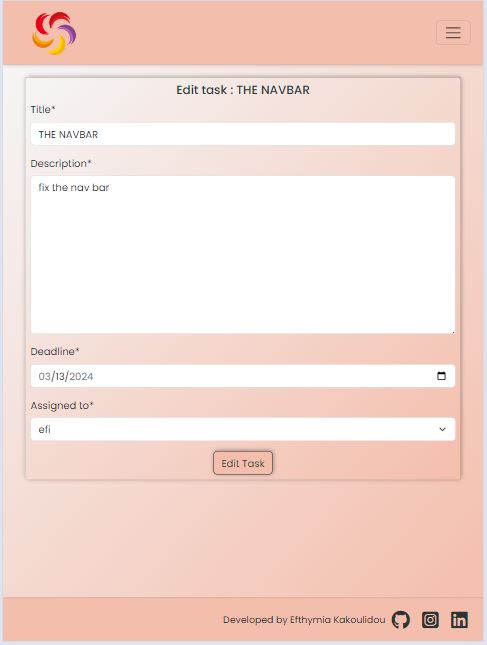 Edit task : THE NAVBAR
Title*
THE NAVBAR
Description*
fix the nav bar
Deadline*
03/13/2024
Assigned to*
efi
Edit Task
Developed by Efthymia Kakoulidou